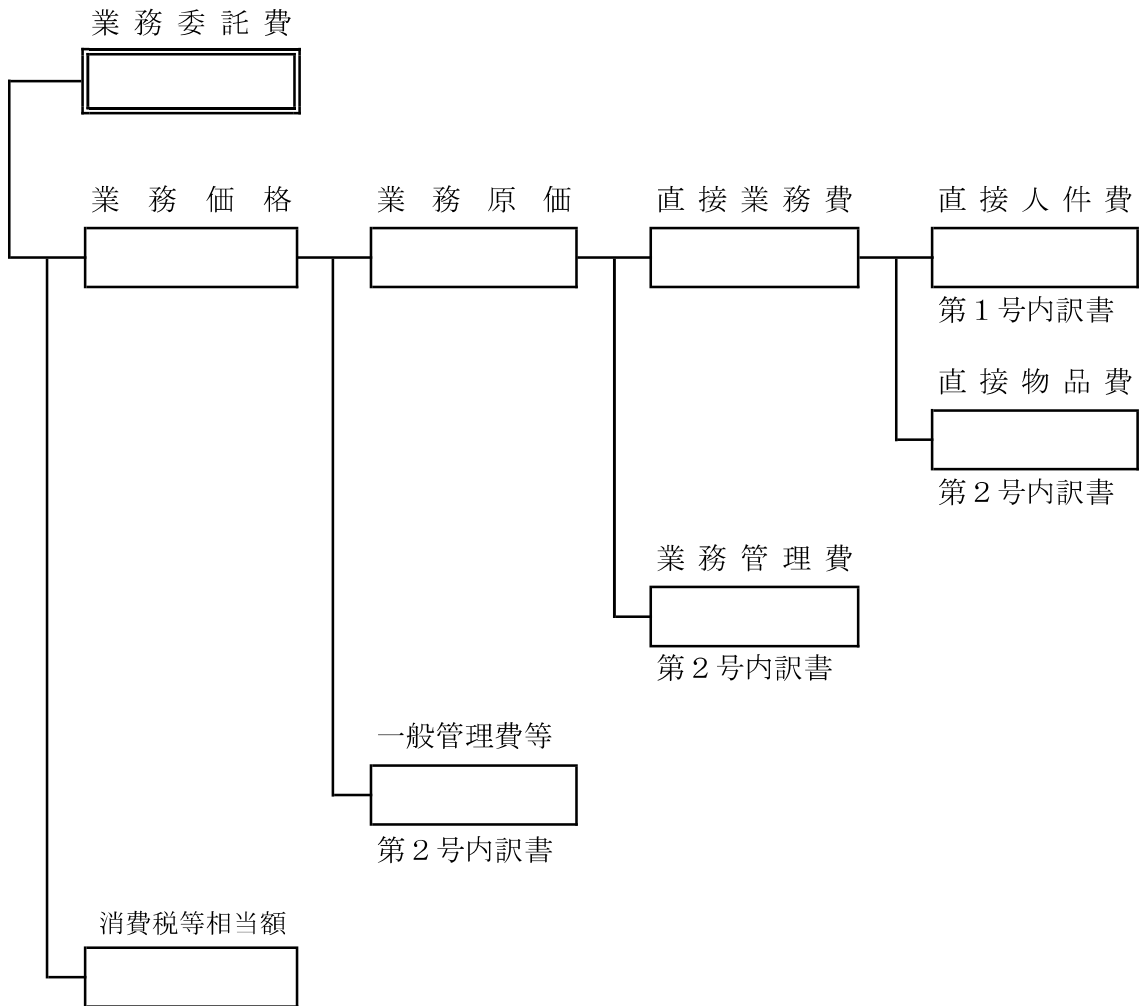 業務委託費
業務価格
業務原価
直接業務費
直接人件費
第１号内訳書
直接物品費
第２号内訳書
業務管理費
第２号内訳書
一般管理費等
第２号内訳書
消費税等相当額